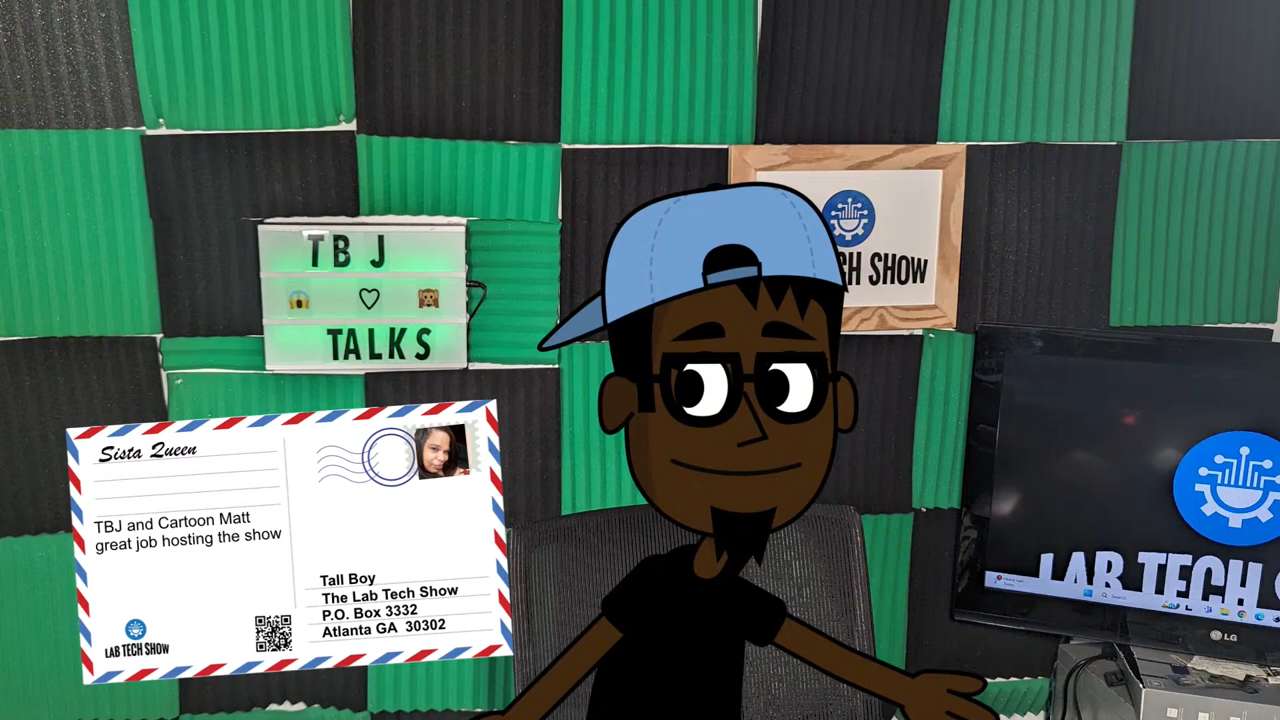 TBJ
TALKS
CH SHOW
Sista Queen
TBJ and Cartoon Matt
great job hosting the show
Tall Boy
The Lab Tech Show
P.O. Box 3332
Atlanta GA 30302
LAB TECH SHOW
LAB TECH S
Search
LG